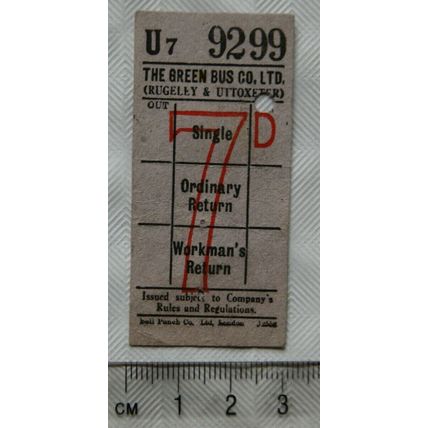 U7 9299
THE GREEN BUS CO, LTD.
(RUGELEY & UTTOXETER)
OUT
7D
Single
Ordinary
Return
Workman's
Return
Issued subject to Company's
Rules and Regulations.
Bell Punch Co. Ltd, London
CM 1 2 3